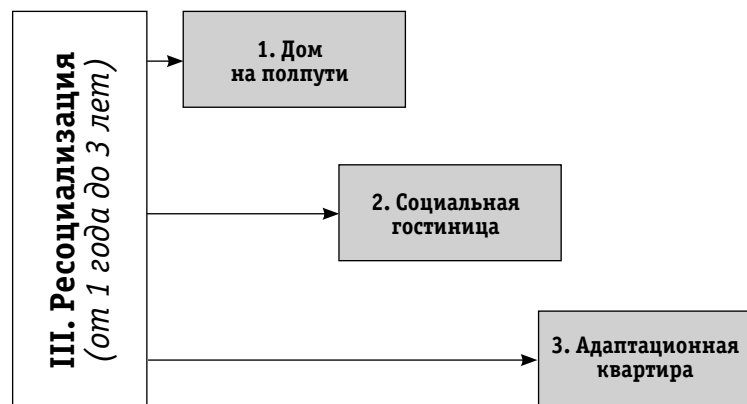 III. Ресоциализация
(от 1 года до 3 лет)
1. Дом
на полпути
2. Социальная
гостиница
3. Адаптационная
квартира